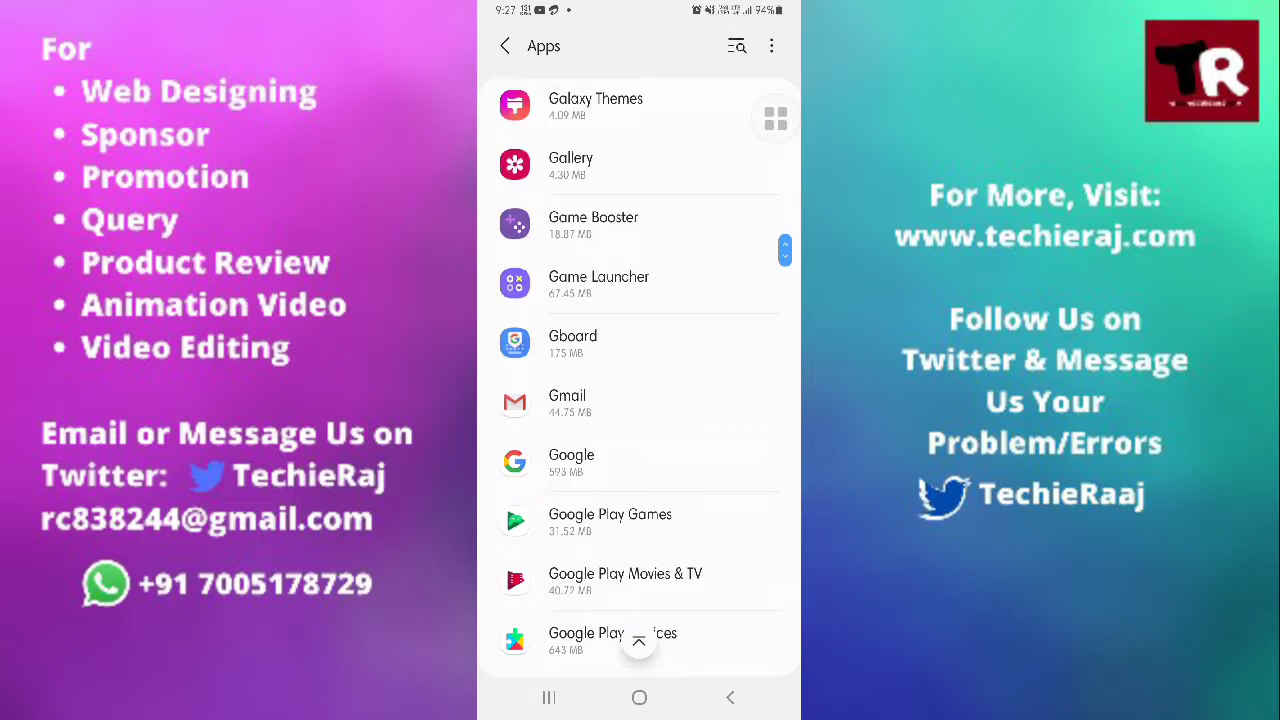 For
• Web Designing
• Sponsor
• Promotion
• Query
• Product Review
• Animation Video
• Video Editing
Email or Message Us on
Twitter: TechieRaj
rc838244@gmail.com
+91 7005178729
9:27
94%
Apps
Galaxy Themes
4.09 MB
Gallery
4.30 MB
Game Booster
18.87 MB
Game Launcher
67.45 MB
Gboard
175 MB
Gmail
44.75 MB
Google
593 MB
Google Play Games
31.52 MB
Google Play Movies & TV
40.72 MB
Google Play ices
643 MB
TR
For More, Visit:
www.techieraj.com
Follow Us on
Twitter & Message
Us Your
Problem/Errors
TechieRaaj